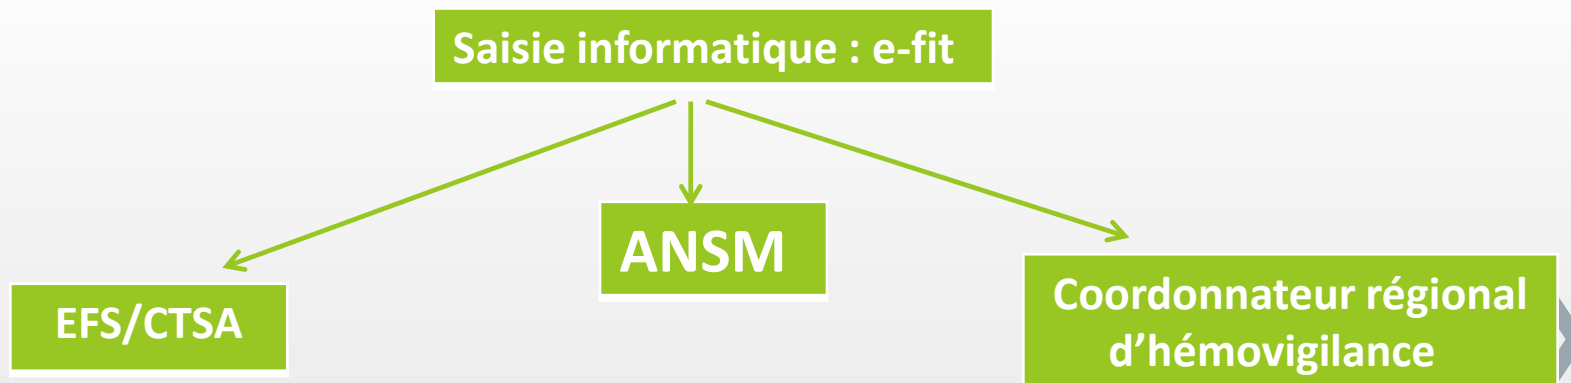 Saisie informatique : e-fit
ANSM
EFS/CTSA
Coordonnateur régional
d’hémovigilance